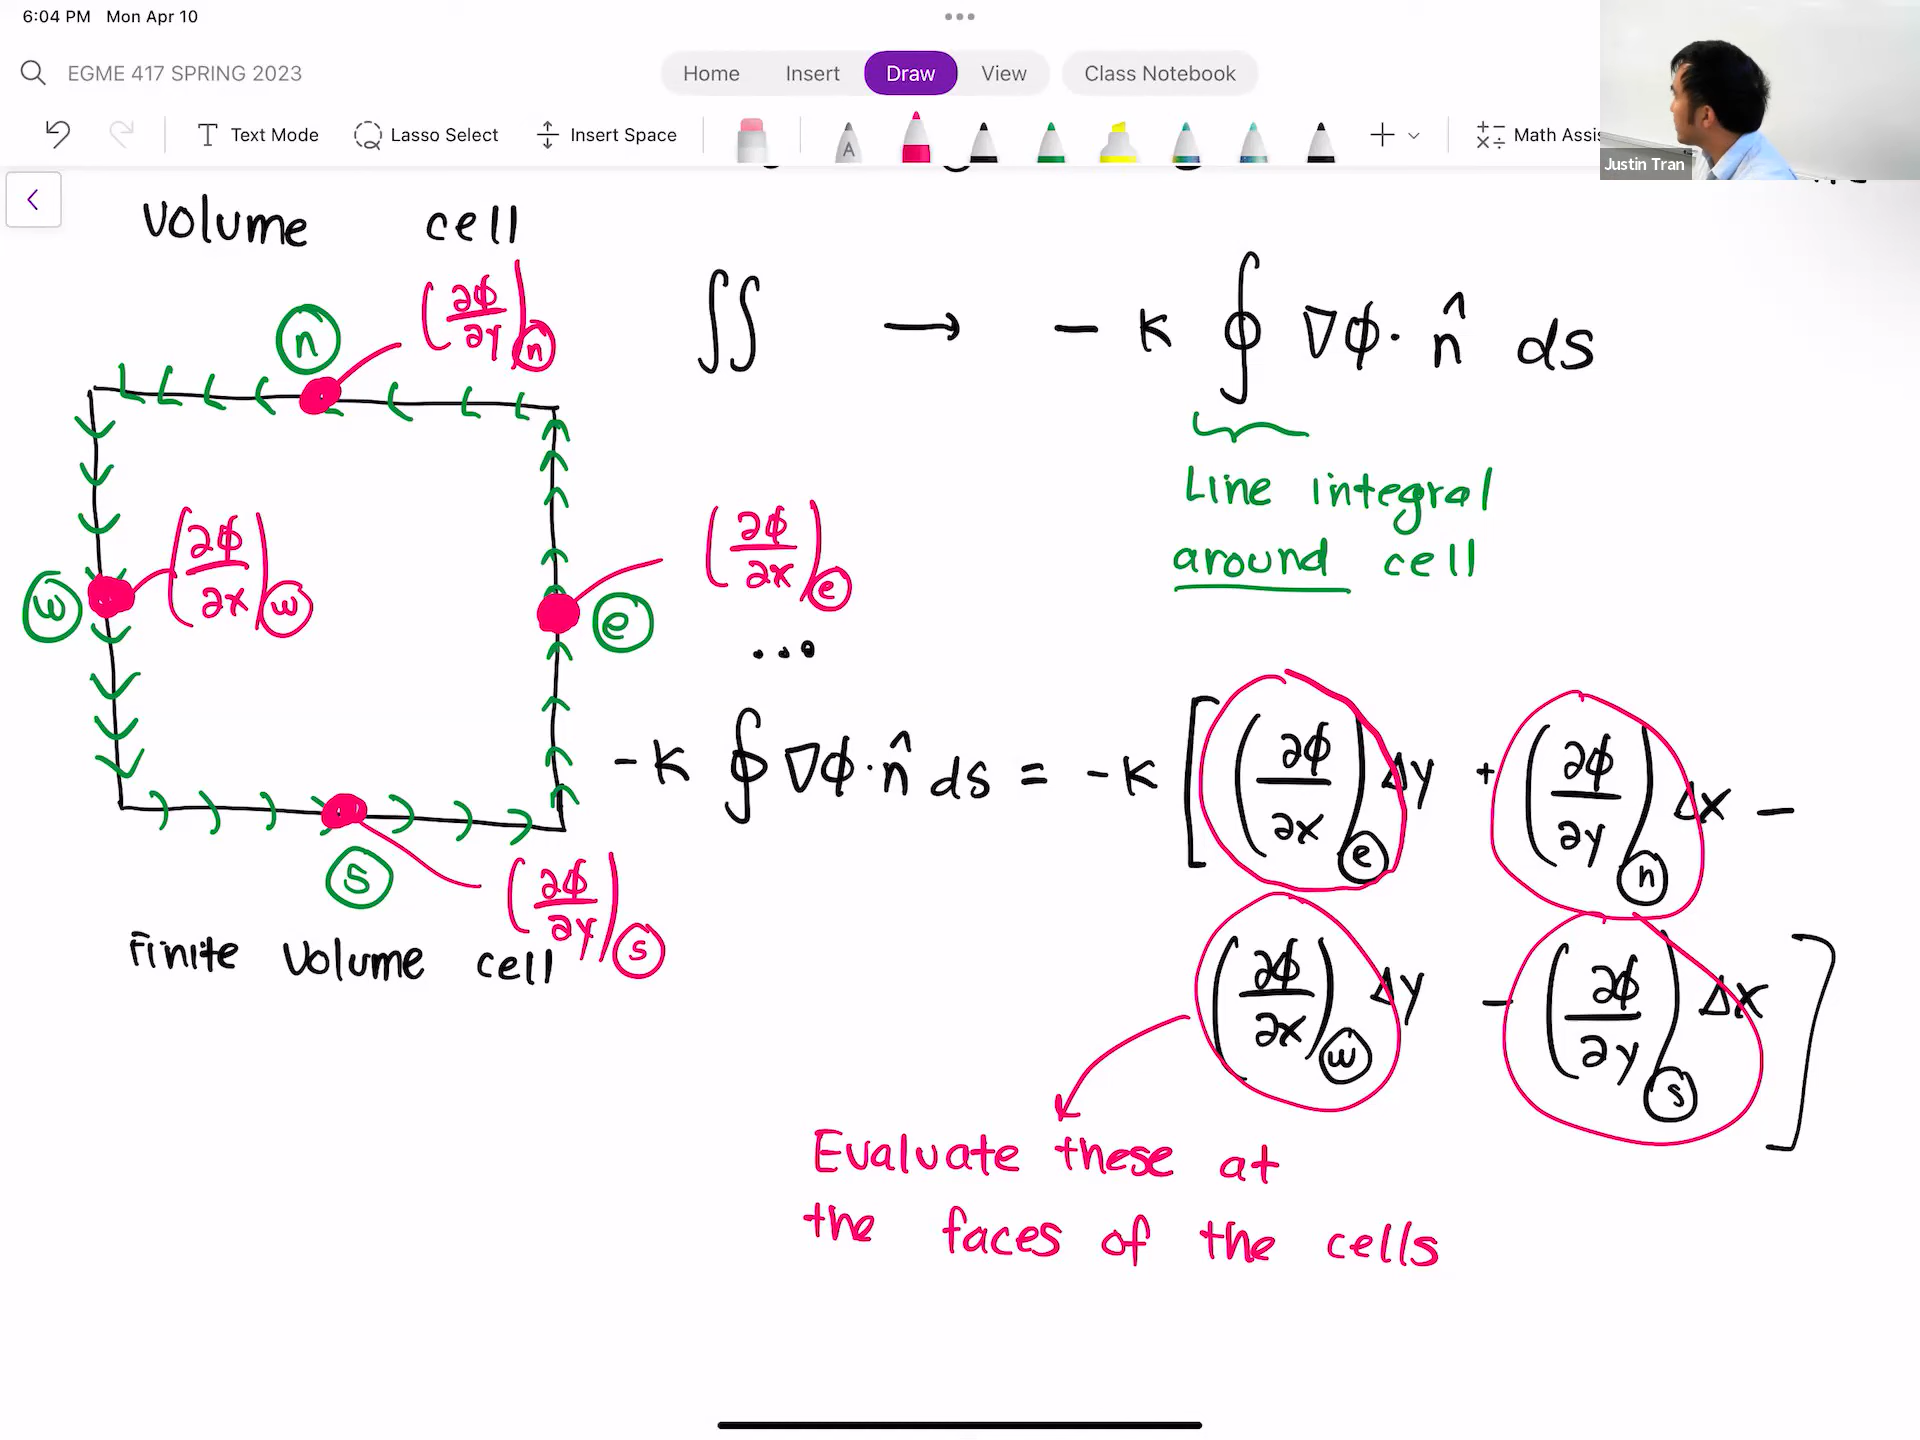 6:04 PM Mon Apr 10
EGME 417 SPRING 2023
Home Insert Draw View Class Notebook
Text Mode Lasso Select Insert Space A Math Assis
Justin Tran
volume cell
(∂ϕ/∂y)n
n
∬ → - K ∮ ∇ϕ · n̂ ds
Line integral
around cell
w
(∂ϕ/∂x)w
(∂ϕ/∂x)e
e
...
-K ∮ ∇ϕ · n̂ ds = -K [ (∂ϕ/∂x)e Δy + (∂ϕ/∂y)n Δx -
(∂ϕ/∂x)w Δy - (∂ϕ/∂y)s Δx ]
s
(∂ϕ/∂y)s
Finite Volume cell
Evaluate these at
the faces of the cells